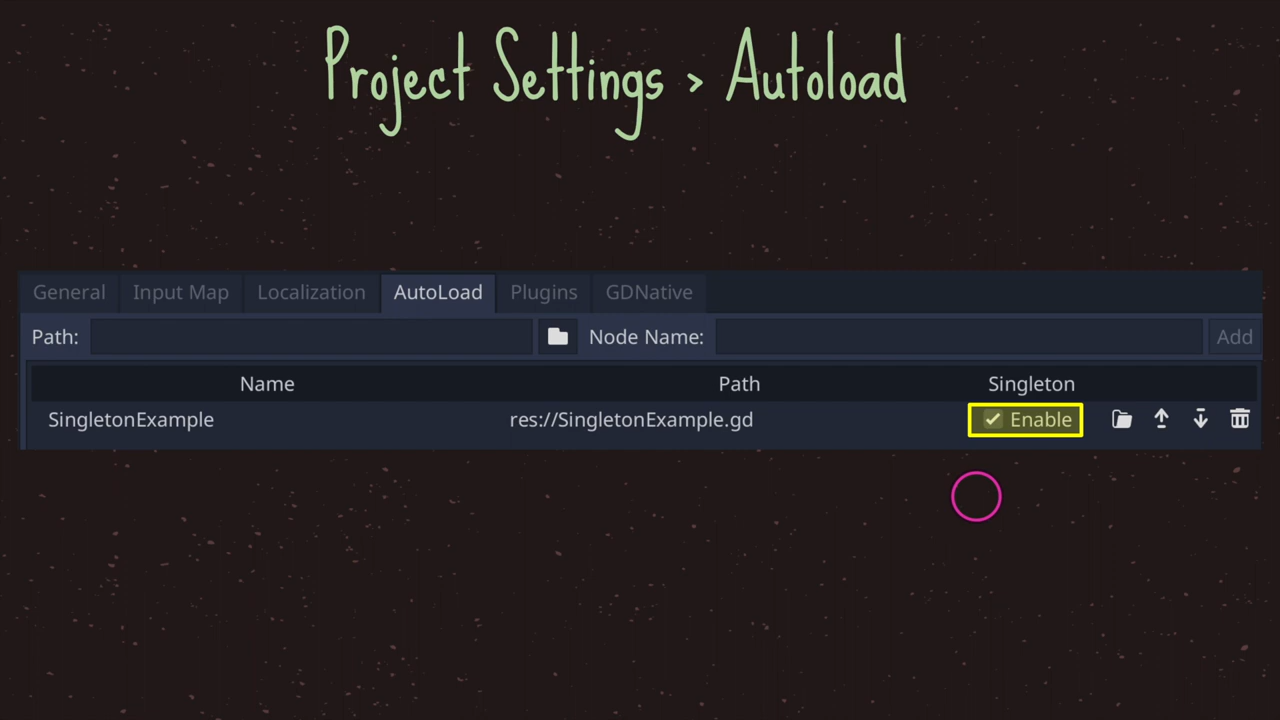 Project Settings > Autoload
General Input Map Localization AutoLoad Plugins GDNative
Path: Node Name: Add
Name Path Singleton
SingletonExample res://SingletonExample.gd Enable